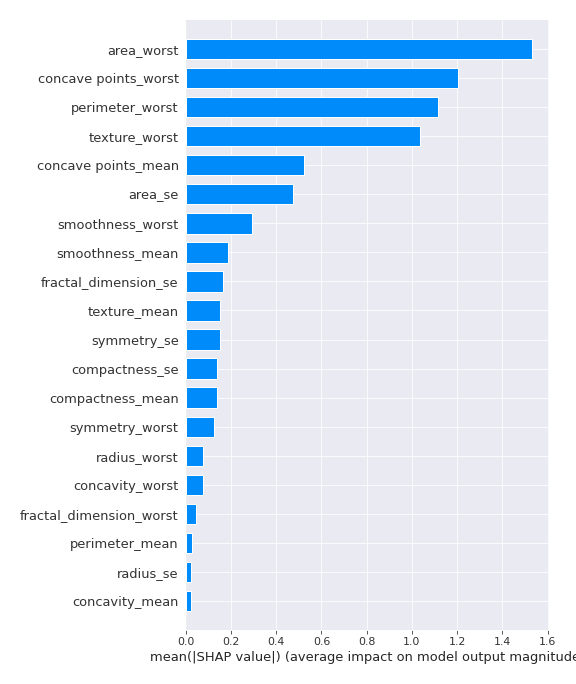 area_worst
concave points_worst
perimeter_worst
texture_worst
concave points_mean
area_se
smoothness_worst
smoothness_mean
fractal_dimension_se
texture_mean
symmetry_se
compactness_se
compactness_mean
symmetry_worst
radius_worst
concavity_worst
fractal_dimension_worst
perimeter_mean
radius_se
concavity_mean
0.0 0.2 0.4 0.6 0.8 1.0 1.2 1.4 1.6
mean(|SHAP value|) (average impact on model output magnitude